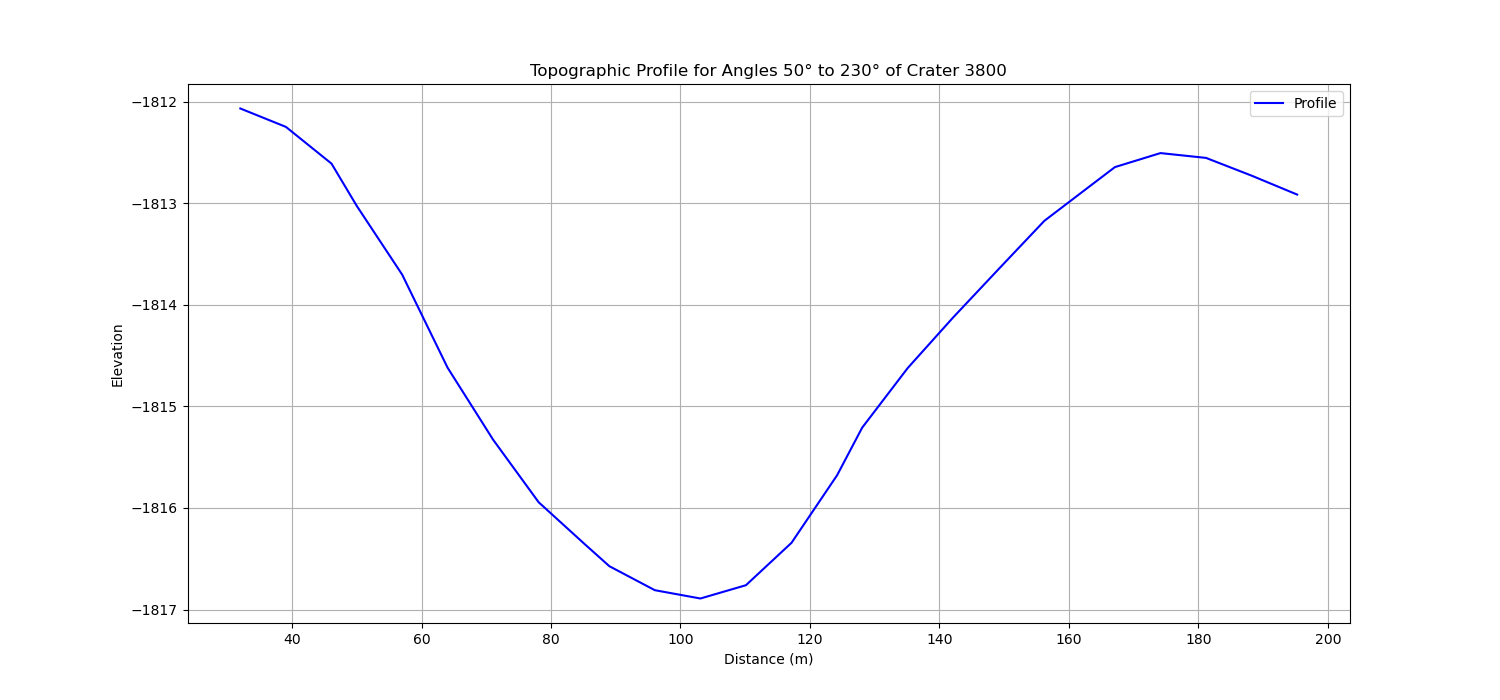 Topographic Profile for Angles 50° to 230° of Crater 3800
Profile
−1812
−1813
−1814
−1815
−1816
−1817
Elevation
40 60 80 100 120 140 160 180 200
Distance (m)